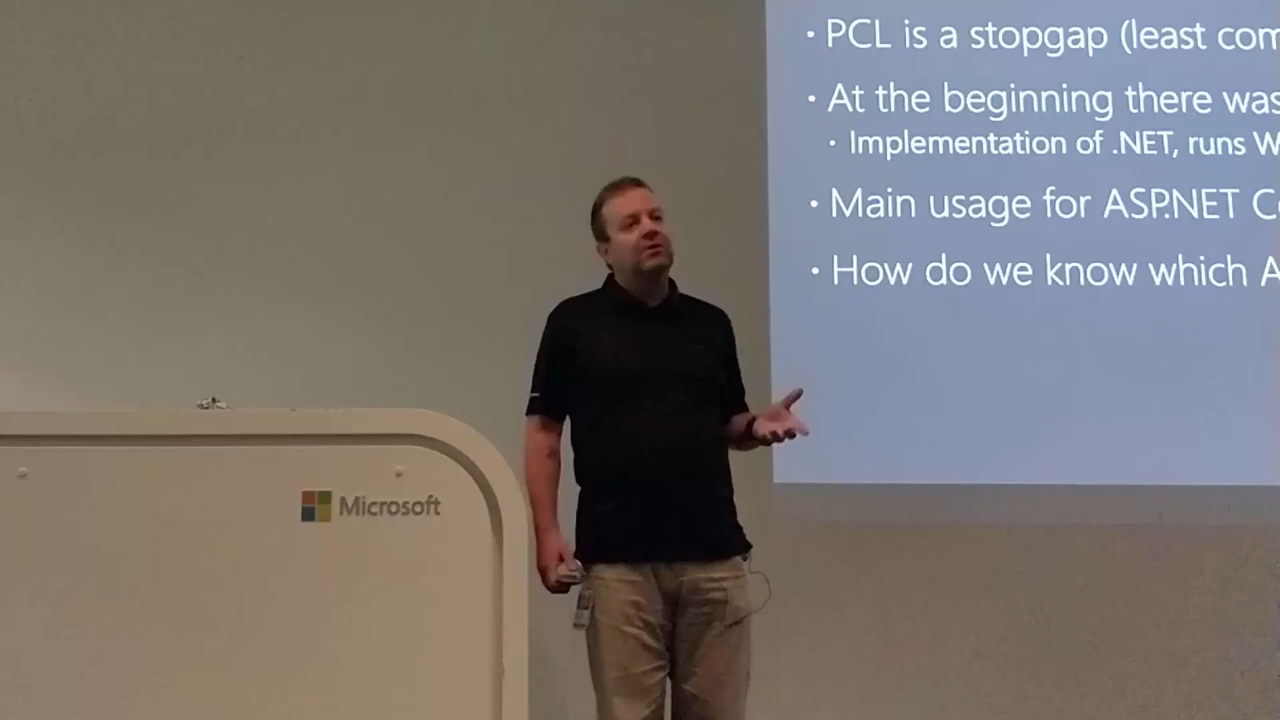 • PCL is a stopgap (least com
• At the beginning there was
• Implementation of .NET, runs W
• Main usage for ASP.NET C
• How do we know which A
Microsoft